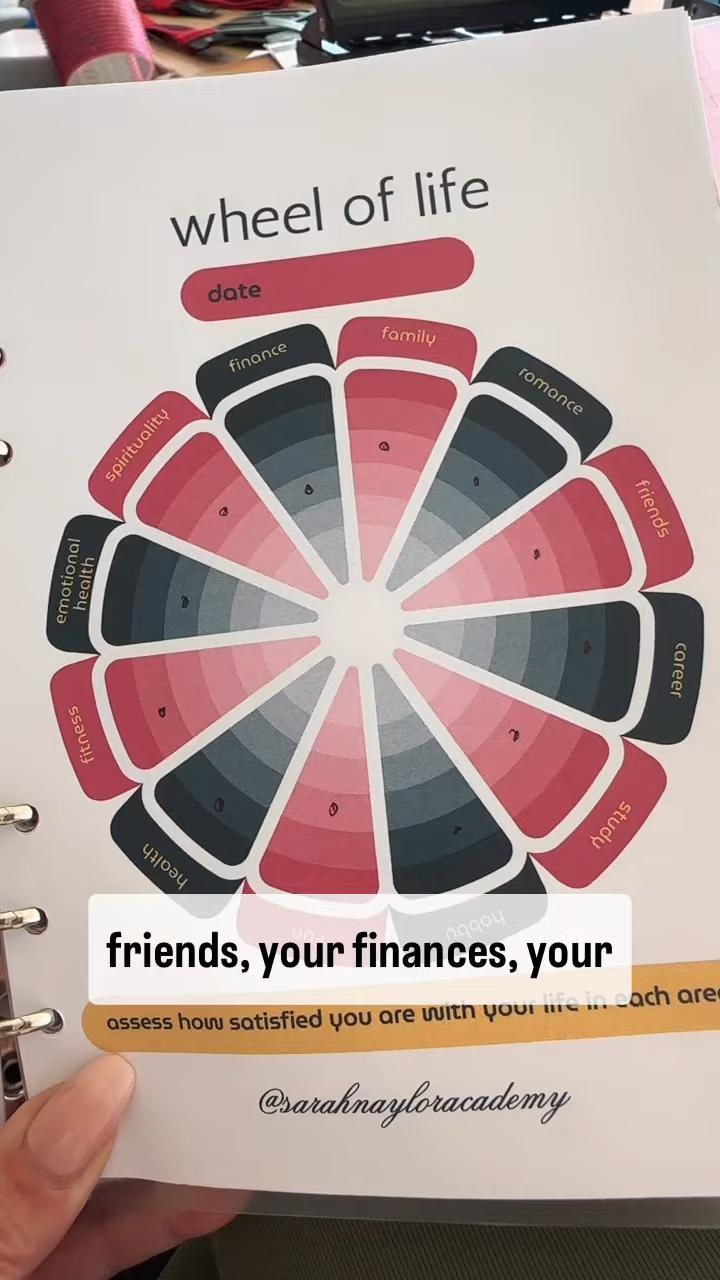 wheel of life
date
family
romance
friends
career
study
hobby
health
fitness
emotional
health
spirituality
finance
friends, your finances, your
assess how satisfied you are with your life in each area
@sarahnayloracademy